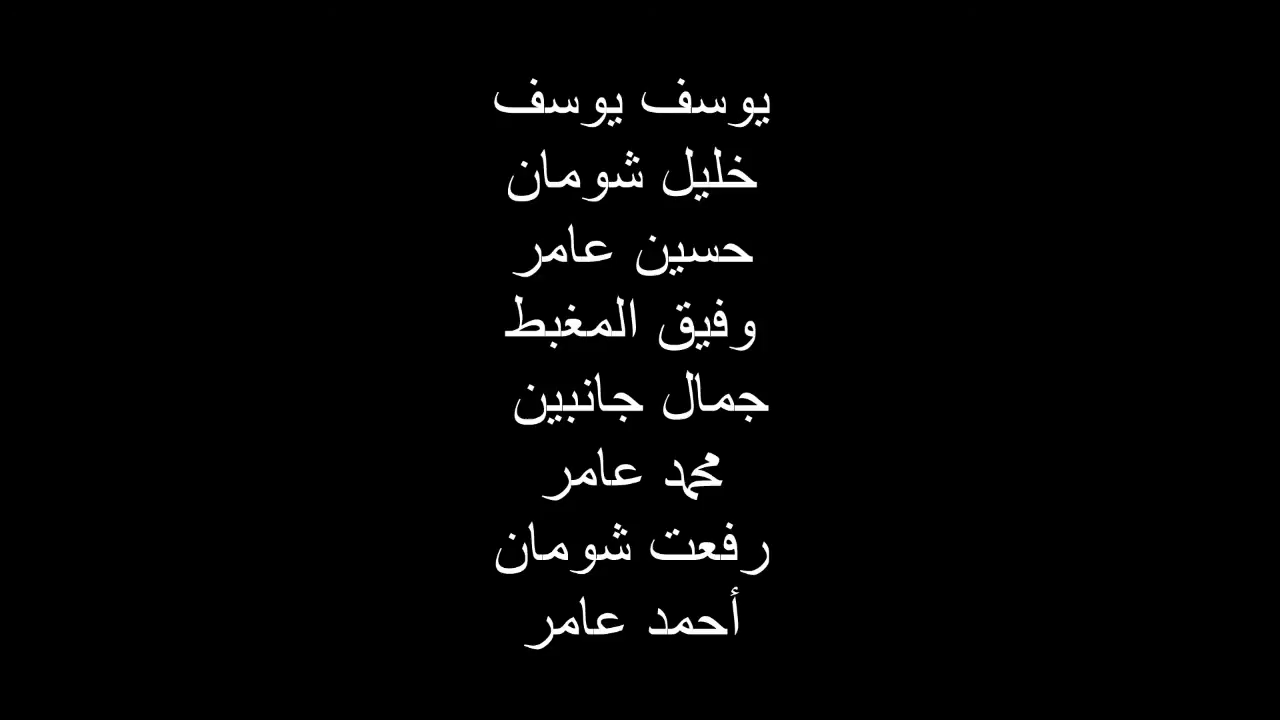 يوسف يوسف
خليل شومان
حسين عامر
وفيق المغبط
جمال جانبين
محمد عامر
رفعت شومان
أحمد عامر